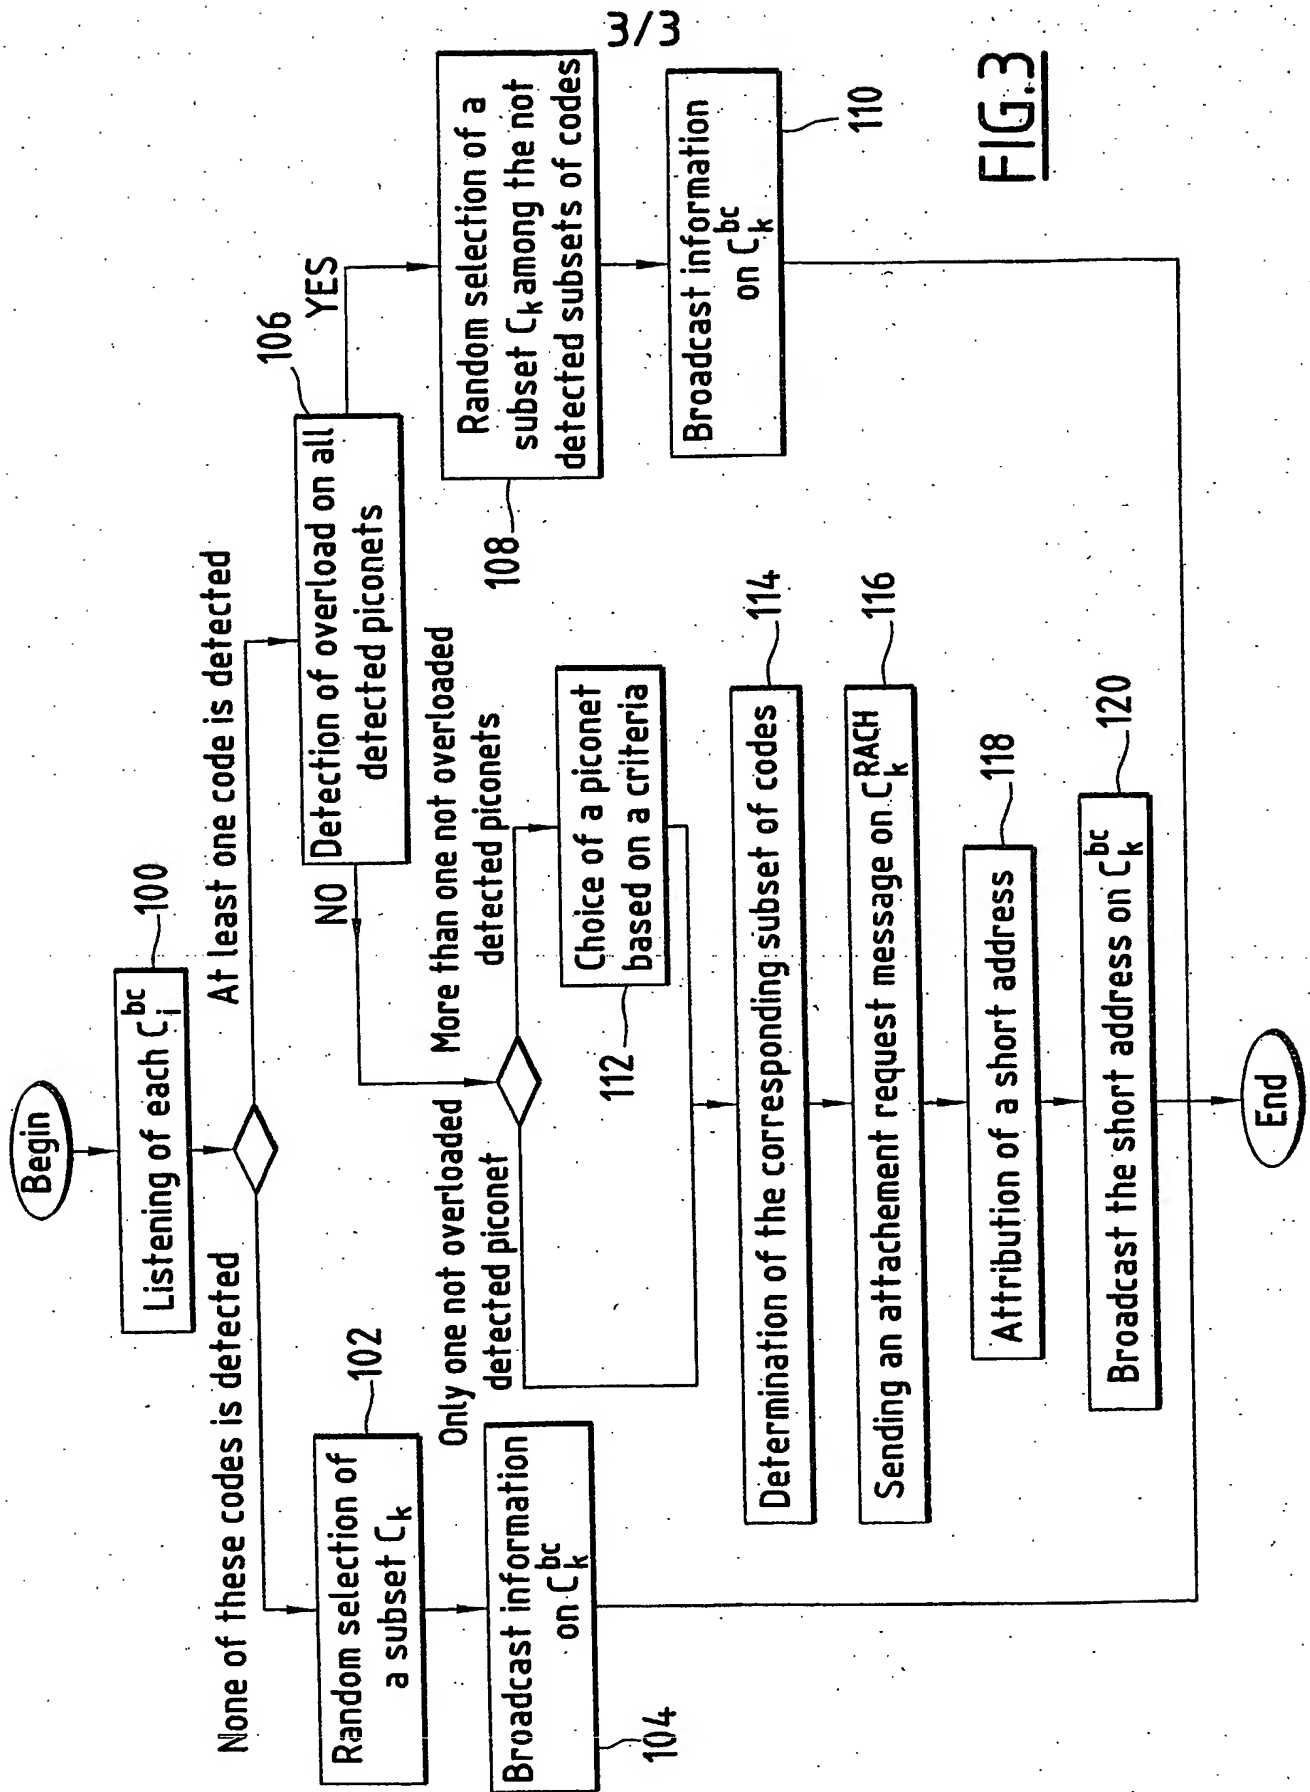 3/3
Begin
Listening of each C_i^bc
100
None of these codes is detected
At least one code is detected
Random selection of
a subset C_k
102
Broadcast information
on C_k^bc
104
Detection of overload on all
detected piconets
106
YES
NO
Random selection of a
subset C_k among the not
detected subsets of codes
108
Broadcast information
on C_k^bc
110
Only one not overloaded
detected piconet
More than one not overloaded
detected piconets
Choice of a piconet
based on a criteria
112
Determination of the corresponding subset of codes
114
Sending an attachement request message on C_k^RACH
116
Attribution of a short address
118
Broadcast the short address on C_k^bc
120
End
FIG.3